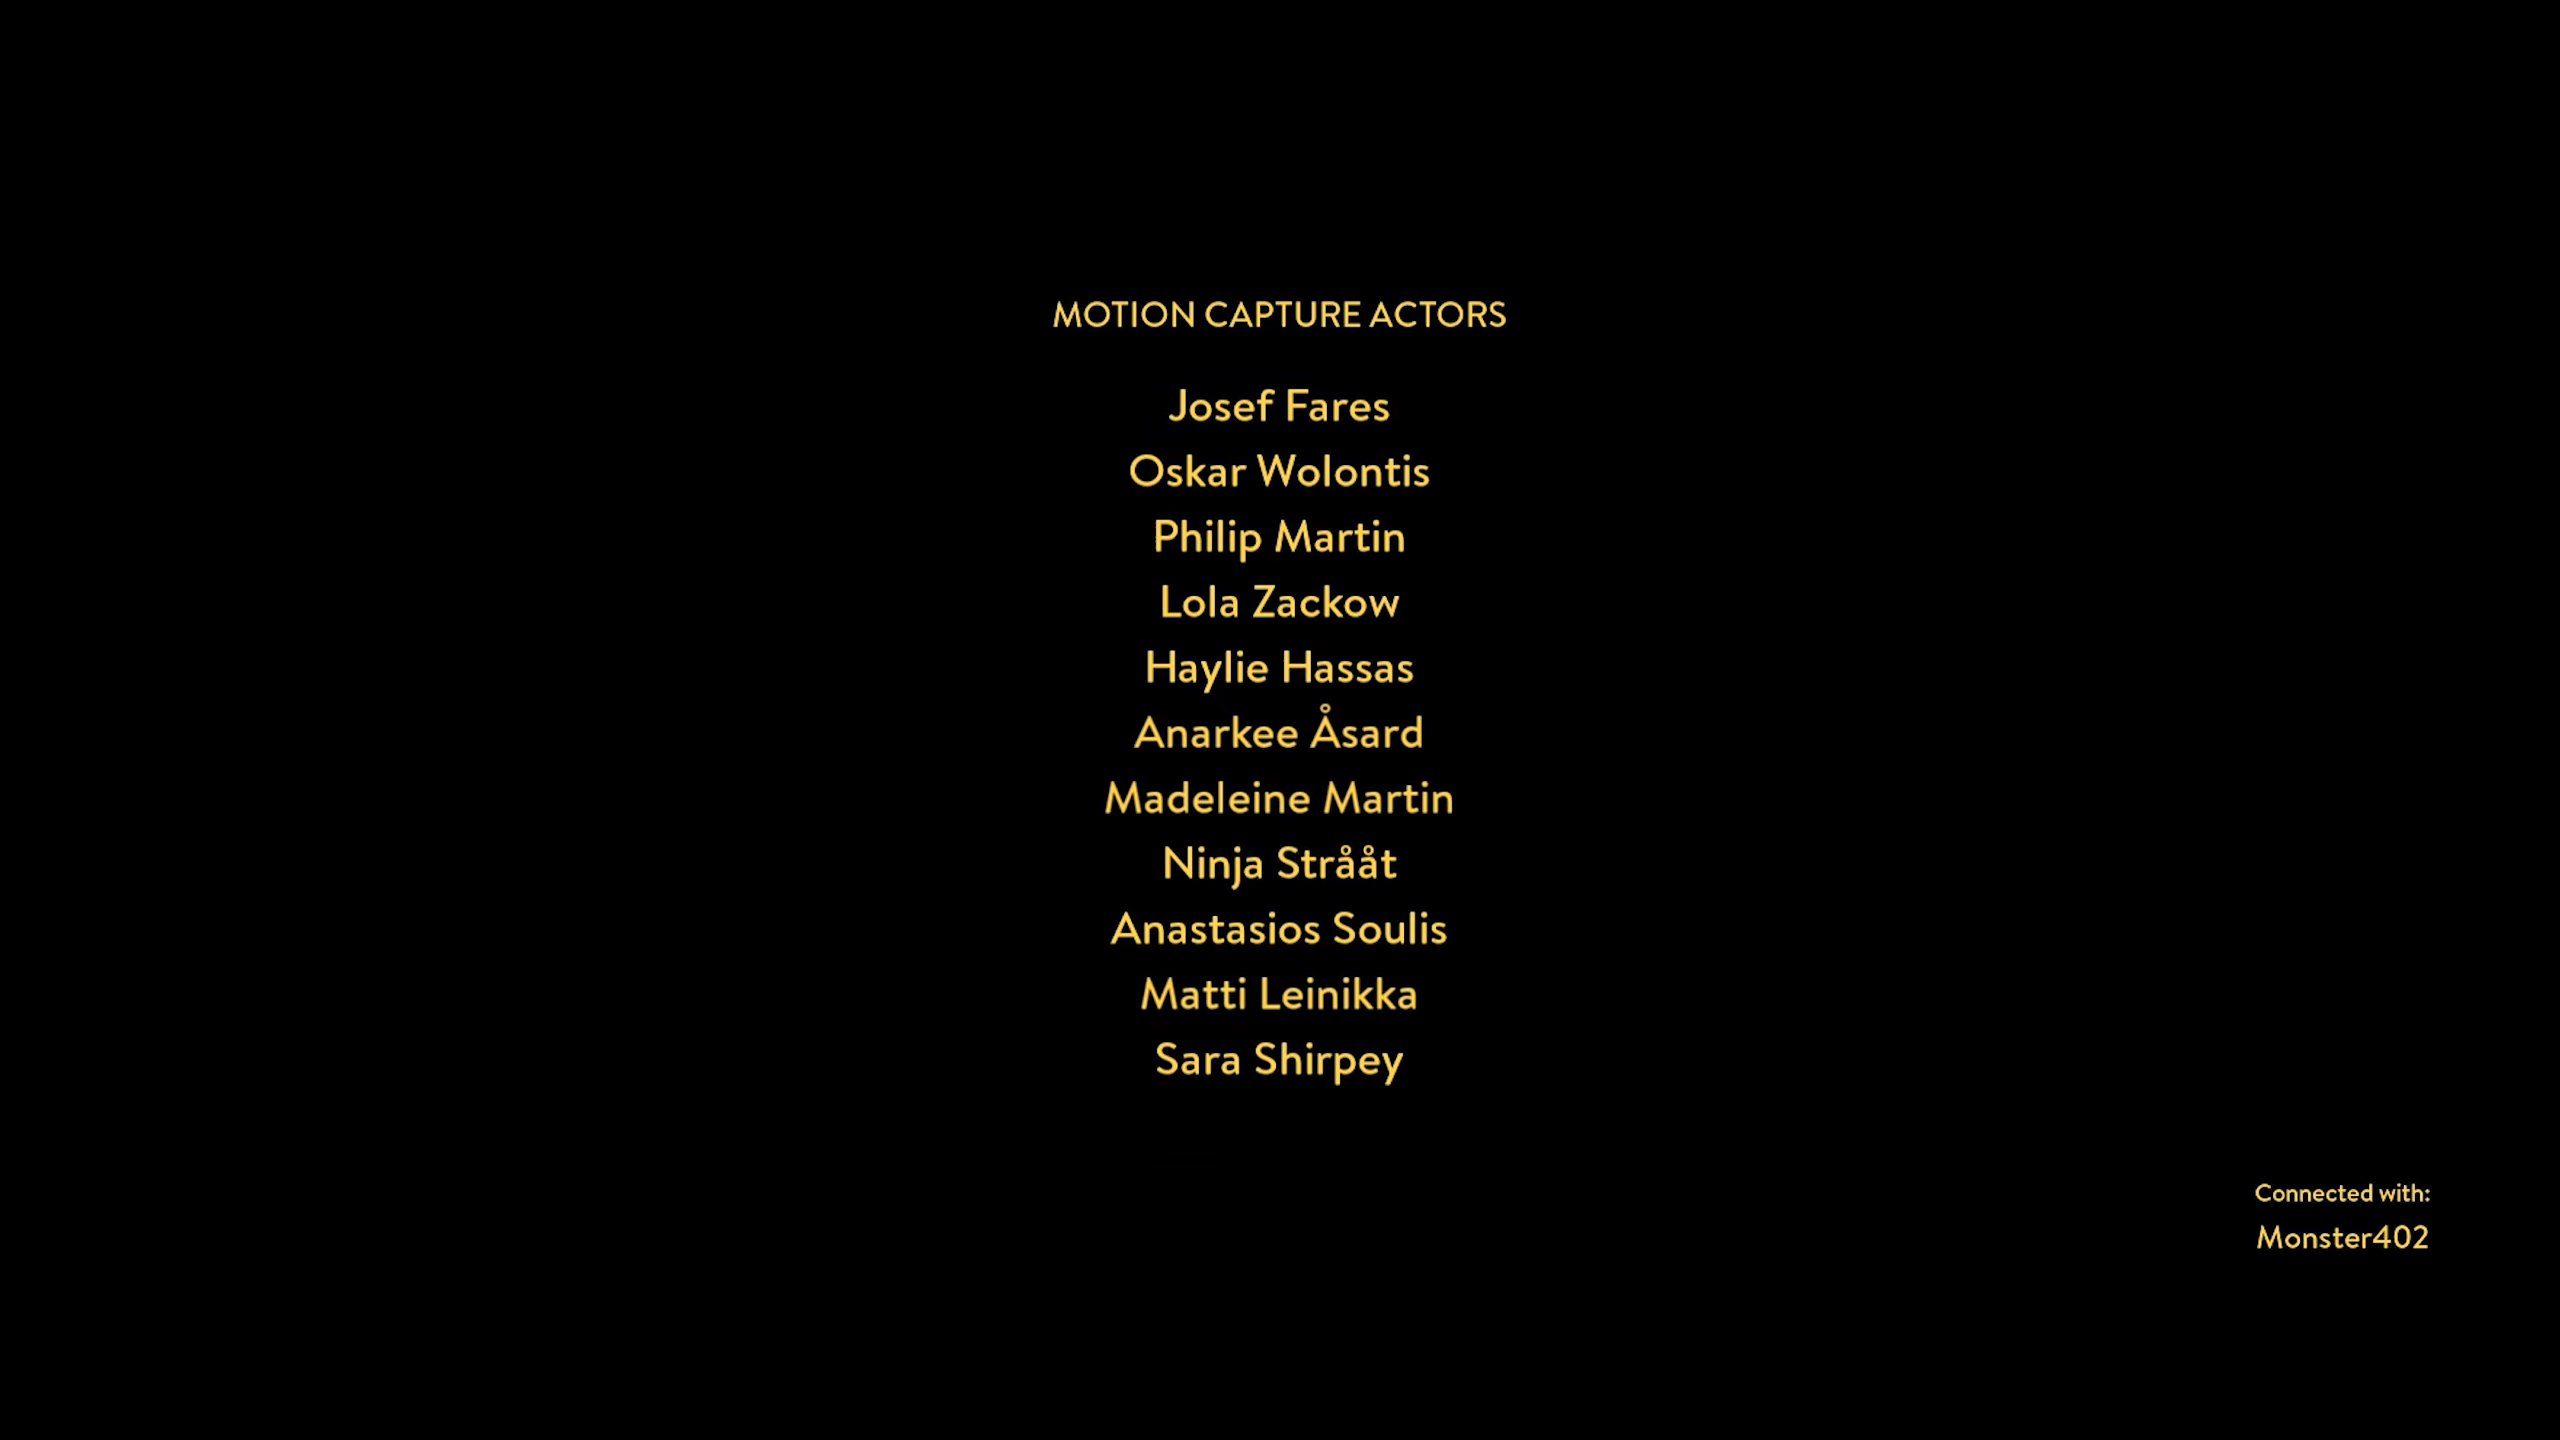 MOTION CAPTURE ACTORS
Josef Fares
Oskar Wolontis
Philip Martin
Lola Zackow
Haylie Hassas
Anarkee Åsard
Madeleine Martin
Ninja Strååt
Anastasios Soulis
Matti Leinikka
Sara Shirpey
Connected with:
Monster402